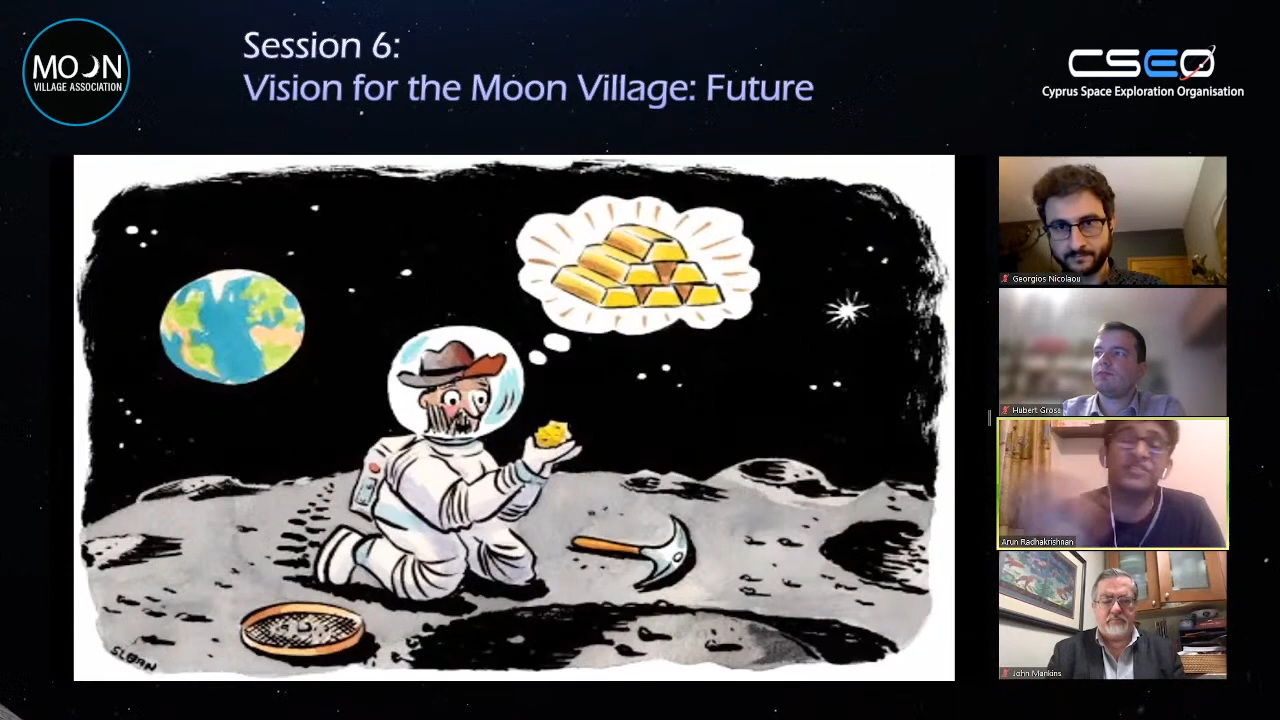 MOON
VILLAGE ASSOCIATION
Session 6:
Vision for the Moon Village: Future
CSEO
Cyprus Space Exploration Organisation
Georgios Nicolaou
Hubert Gross
Arun Radhakrishnan
John Mankins
SLOAN